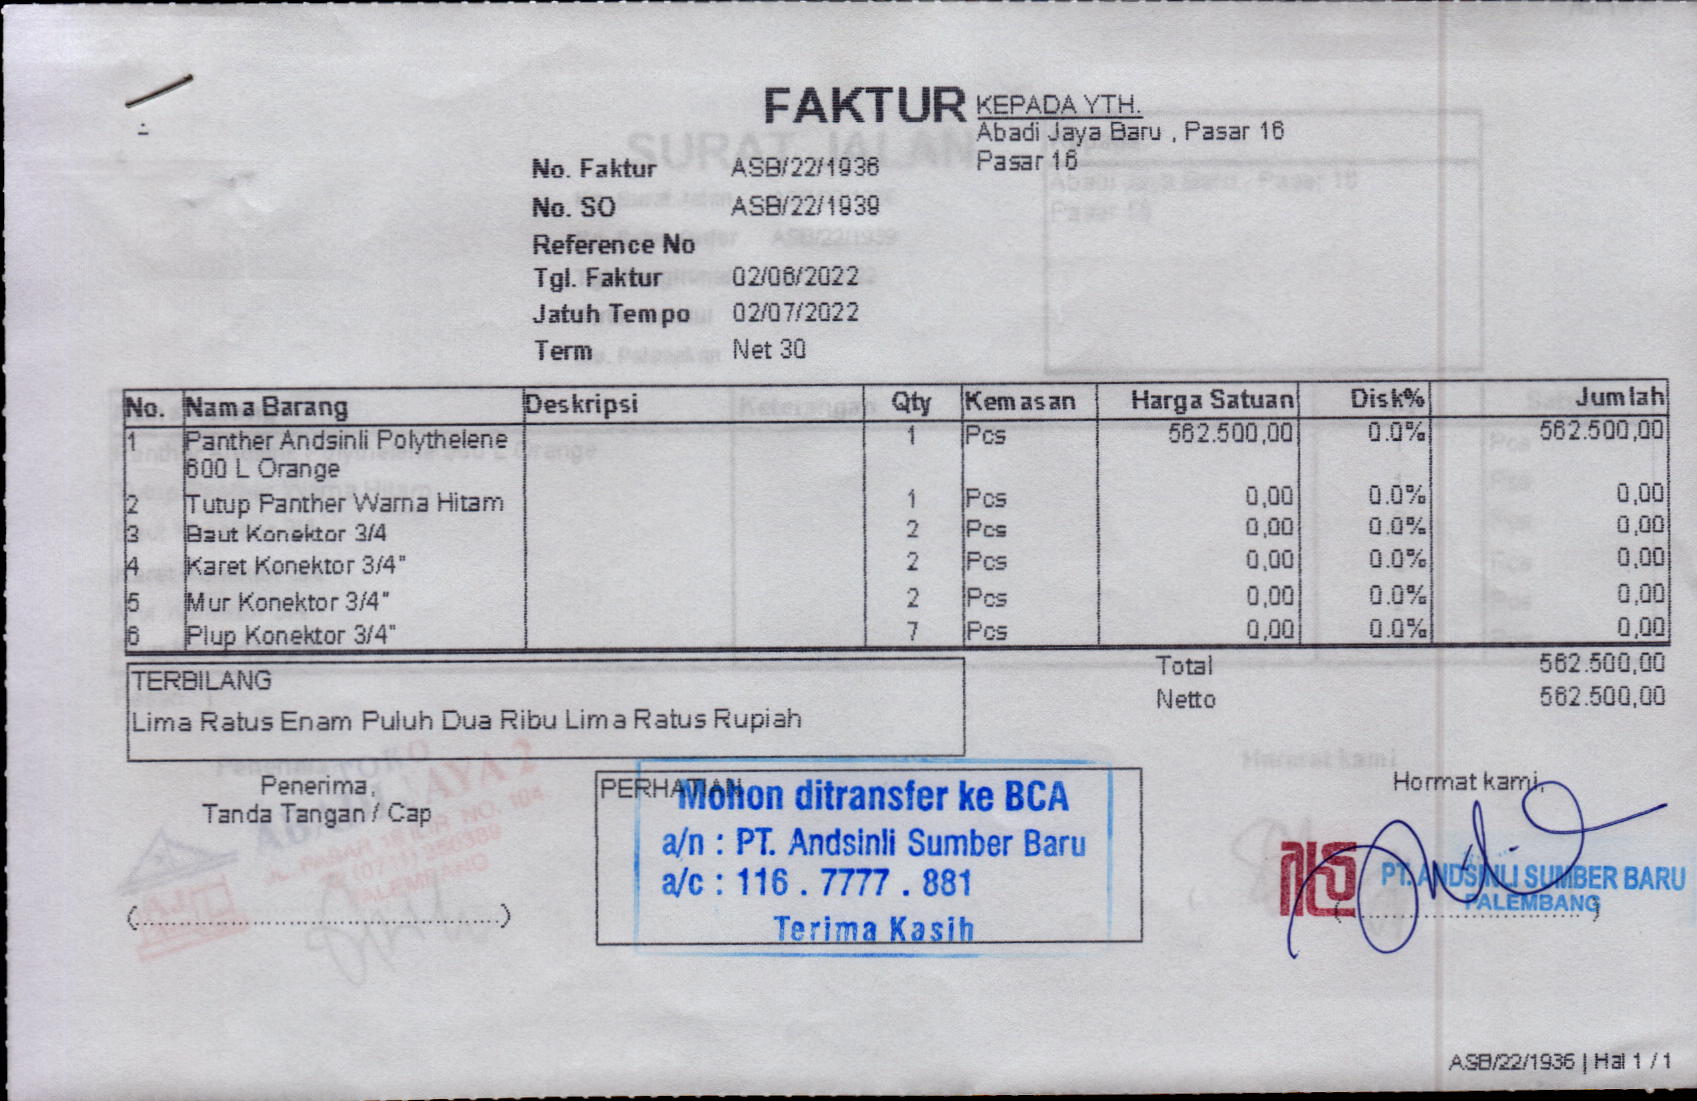 FAKTUR
KEPADA YTH.
Abadi Jaya Baru , Pasar 16
Pasar 16
No. Faktur ASB/22/1936
No. SO ASB/22/1939
Reference No
Tgl. Faktur 02/06/2022
Jatuh Tempo 02/07/2022
Term Net 30
No. Nama Barang Deskripsi Qty Kemasan Harga Satuan Disk% Jumlah
1 Panther Andsinli Polythelene 1 Pcs 562.500,00 0.0% 562.500,00
600 L Orange
2 Tutup Panther Warna Hitam 1 Pcs 0,00 0.0% 0,00
3 Baut Konektor 3/4 2 Pcs 0,00 0.0% 0,00
4 Karet Konektor 3/4" 2 Pcs 0,00 0.0% 0,00
5 Mur Konektor 3/4" 2 Pcs 0,00 0.0% 0,00
6 Plup Konektor 3/4" 7 Pcs 0,00 0.0% 0,00
Total 562.500,00
Netto 562.500,00
TERBILANG
Lima Ratus Enam Puluh Dua Ribu Lima Ratus Rupiah
Penerima,
Tanda Tangan / Cap
(....................)
PERHATIAN
Mohon ditransfer ke BCA
a/n : PT. Andsinli Sumber Baru
a/c : 116 . 7777 . 881
Terima Kasih
Hormat kami,
PT. ANDSINLI SUMBER BARU
PALEMBANG
(....................)
ASB/22/1936 | Hal 1 / 1